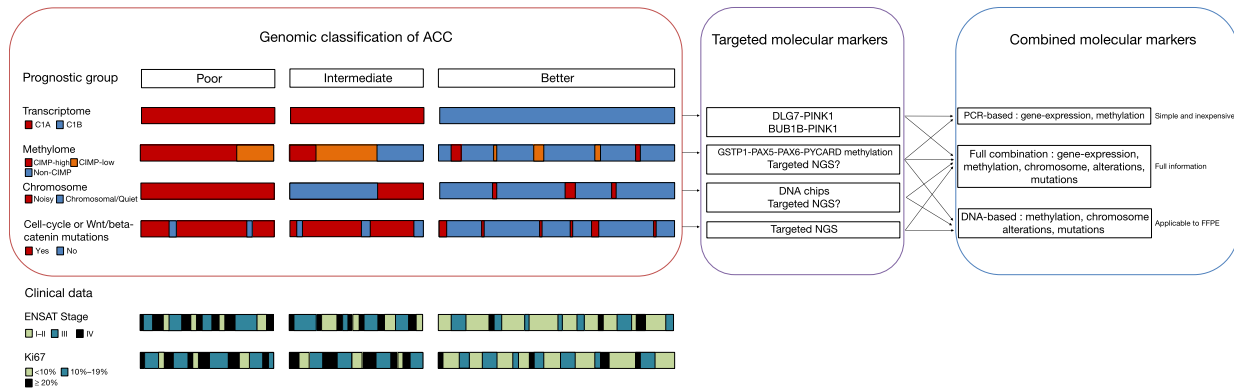 Genomic classification of ACC
Prognostic group
Poor
Intermediate
Better
Transcriptome
C1A C1B
Methylome
CIMP-high CIMP-low
Non-CIMP
Chromosome
Noisy Chromosomal/Quiet
Cell-cycle or Wnt/beta-
catenin mutations
Yes No
Clinical data
ENSAT Stage
I–II III IV
Ki67
<10% 10%–19%
≥ 20%
Targeted molecular markers
DLG7-PINK1
BUB1B-PINK1
GSTP1-PAX5-PAX6-PYCARD methylation
Targeted NGS?
DNA chips
Targeted NGS?
Targeted NGS
Combined molecular markers
PCR-based : gene-expression, methylation
Simple and inexpensive
Full combination : gene-expression,
methylation, chromosome, alterations,
mutations
Full information
DNA-based : methylation, chromosome
alterations, mutations
Applicable to FFPE